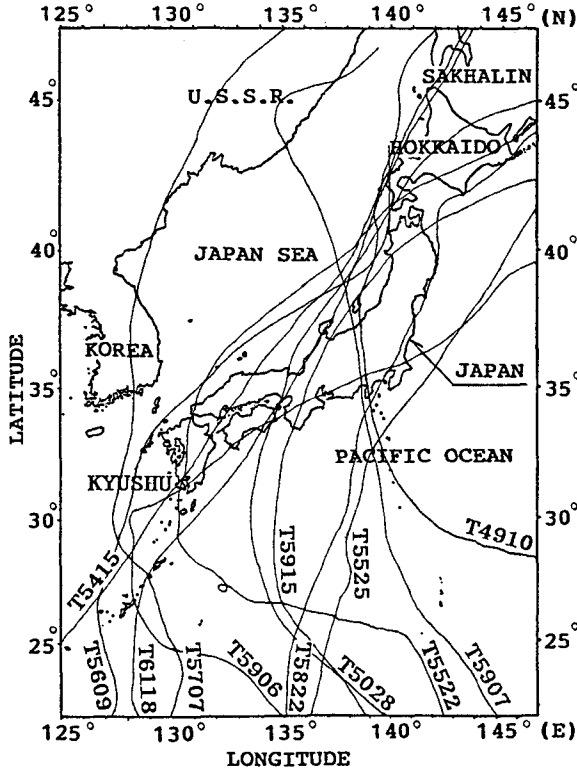 125° 130° 135° 140° 145° (N)
SAKHALIN
45° U.S.S.R. 45°
HOKKAIDO
40° JAPAN SEA 40°
KOREA
JAPAN
35° 35°
LATITUDE
PACIFIC OCEAN
KYUSHU
30° 30°
T4910
T5415
T5915
T5525
25° 25°
T5609
T6118
T5707
T5906
T5822
T5028
T5522
T5907
125° 130° 135° 140° 145° (E)
LONGITUDE